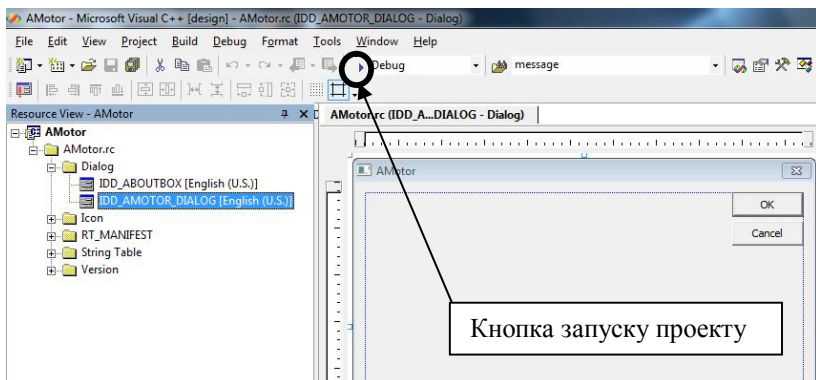 AMotor - Microsoft Visual C++ [design] - AMotor.rc (IDD_AMOTOR_DIALOG - Dialog)
File Edit View Project Build Debug Format Tools Window Help
Debug message
Resource View - AMotor
AMotor.rc (IDD_A...DIALOG - Dialog)
AMotor
AMotor.rc
Dialog
IDD_ABOUTBOX [English (U.S.)]
IDD_AMOTOR_DIALOG [English (U.S.)]
Icon
RT_MANIFEST
String Table
Version
AMotor
OK
Cancel
Кнопка запуску проекту